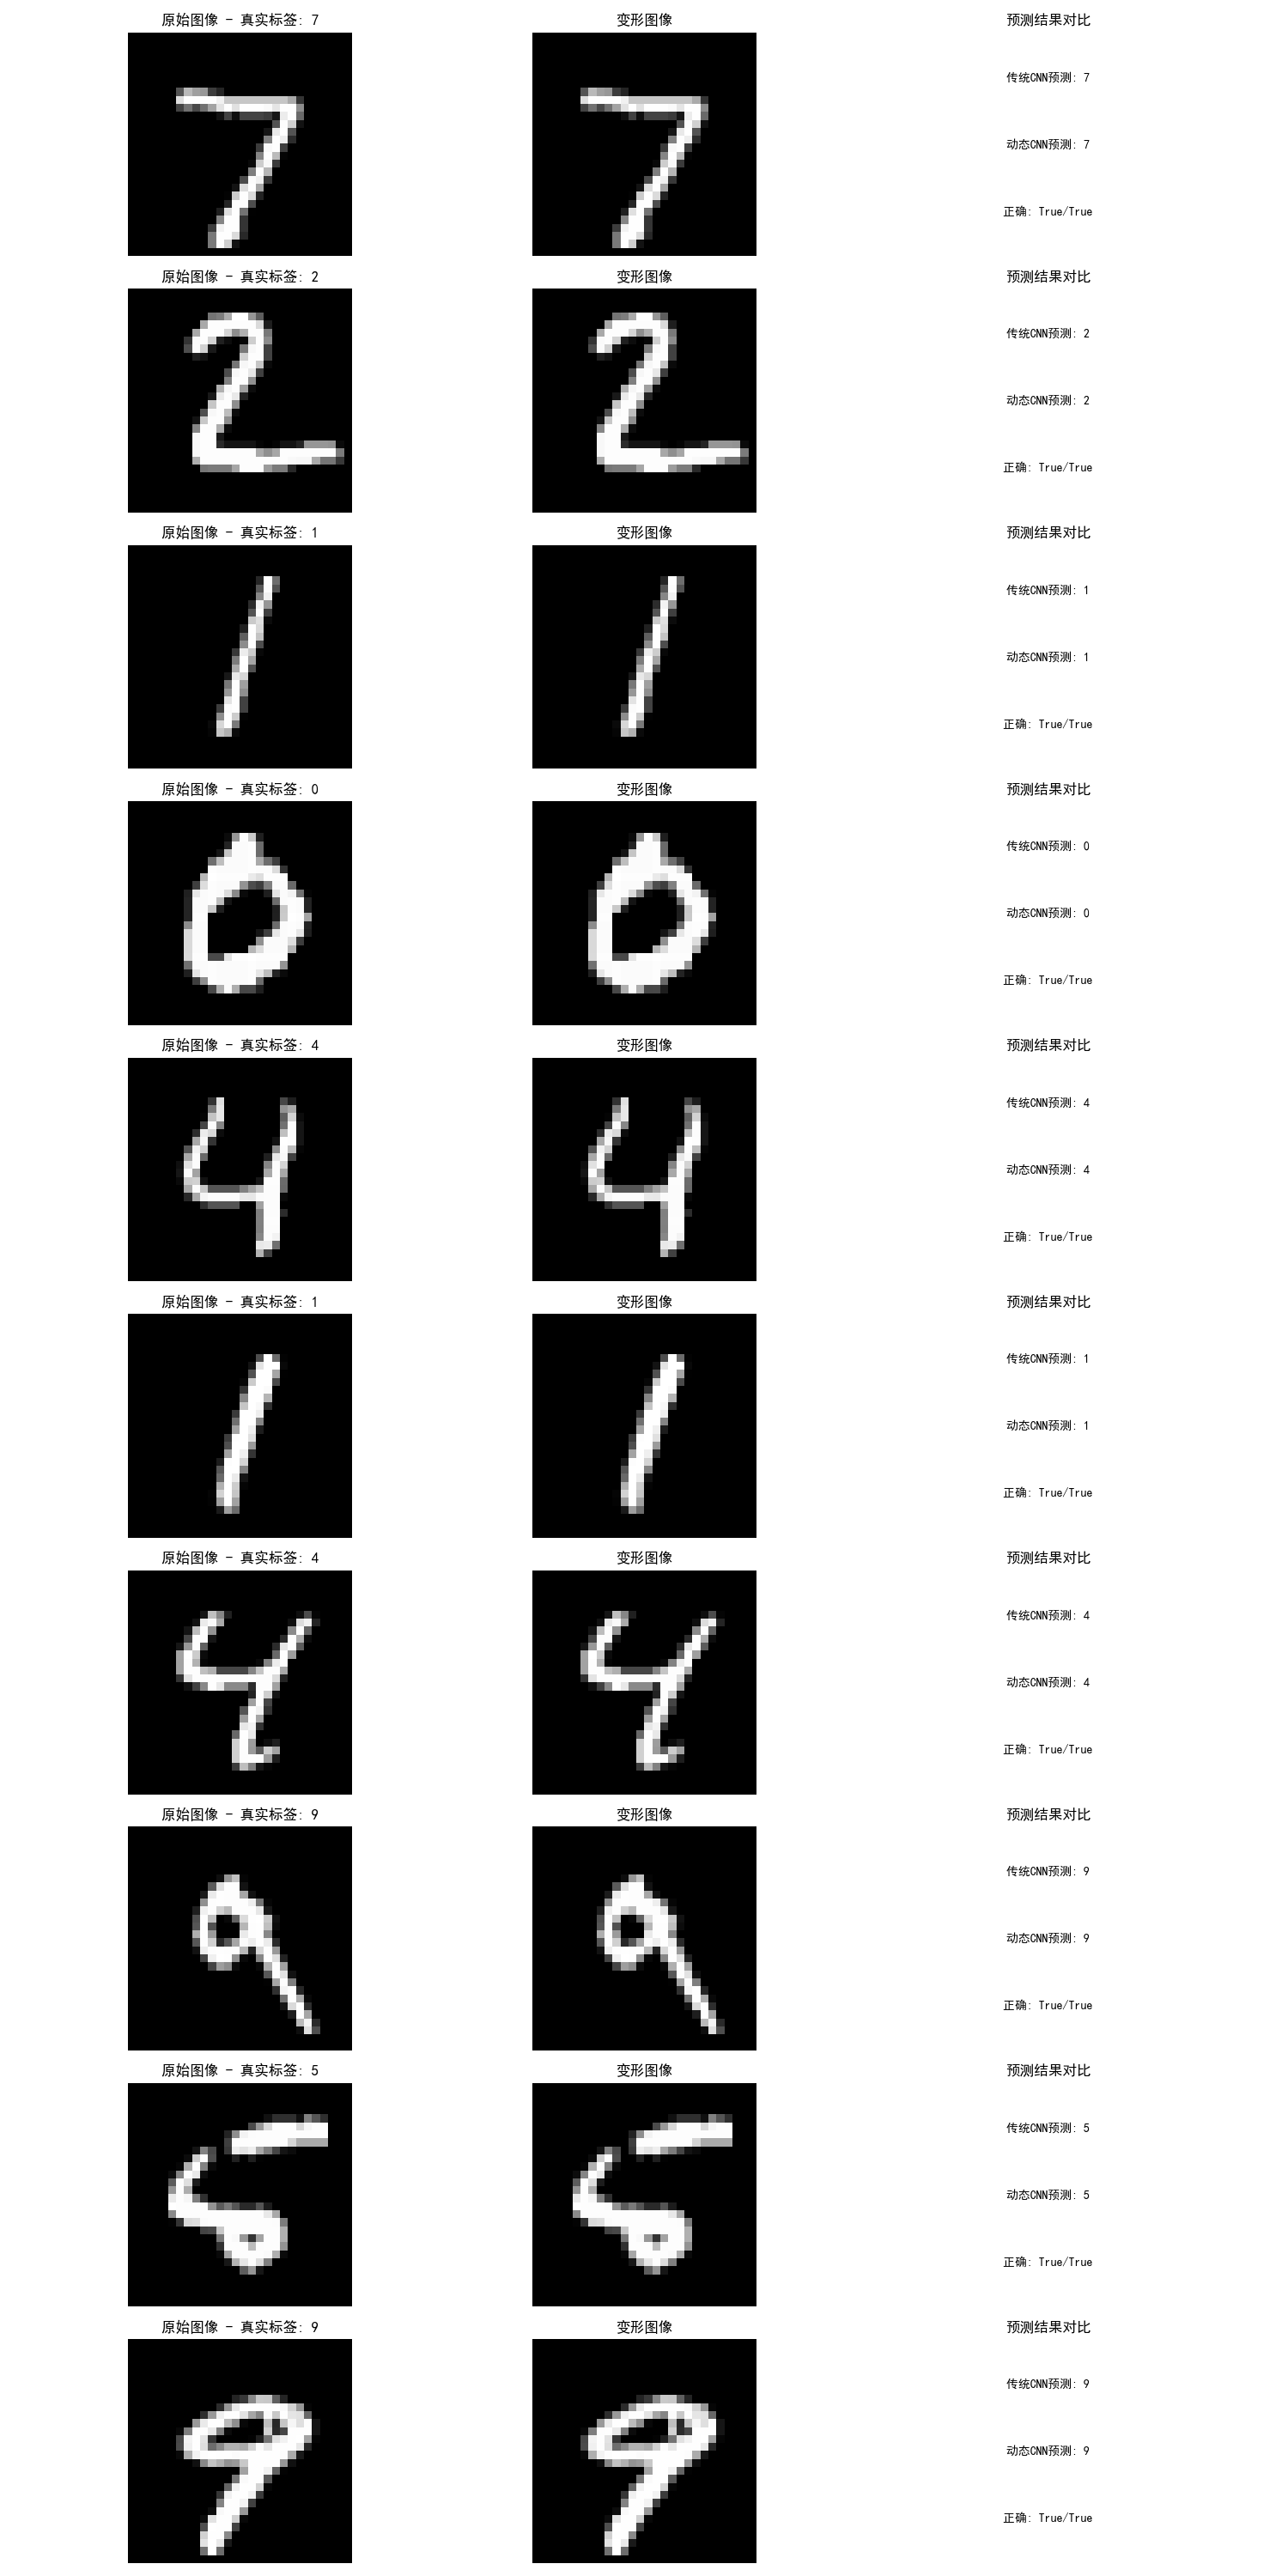 原始图像 - 真实标签: 7
变形图像
预测结果对比
传统CNN预测: 7
动态CNN预测: 7
正确: True/True
原始图像 - 真实标签: 2
变形图像
预测结果对比
传统CNN预测: 2
动态CNN预测: 2
正确: True/True
原始图像 - 真实标签: 1
变形图像
预测结果对比
传统CNN预测: 1
动态CNN预测: 1
正确: True/True
原始图像 - 真实标签: 0
变形图像
预测结果对比
传统CNN预测: 0
动态CNN预测: 0
正确: True/True
原始图像 - 真实标签: 4
变形图像
预测结果对比
传统CNN预测: 4
动态CNN预测: 4
正确: True/True
原始图像 - 真实标签: 1
变形图像
预测结果对比
传统CNN预测: 1
动态CNN预测: 1
正确: True/True
原始图像 - 真实标签: 4
变形图像
预测结果对比
传统CNN预测: 4
动态CNN预测: 4
正确: True/True
原始图像 - 真实标签: 9
变形图像
预测结果对比
传统CNN预测: 9
动态CNN预测: 9
正确: True/True
原始图像 - 真实标签: 5
变形图像
预测结果对比
传统CNN预测: 5
动态CNN预测: 5
正确: True/True
原始图像 - 真实标签: 9
变形图像
预测结果对比
传统CNN预测: 9
动态CNN预测: 9
正确: True/True
7
7
2
2
1
1
0
0
4
4
1
1
4
4
9
9
5
5
9
9